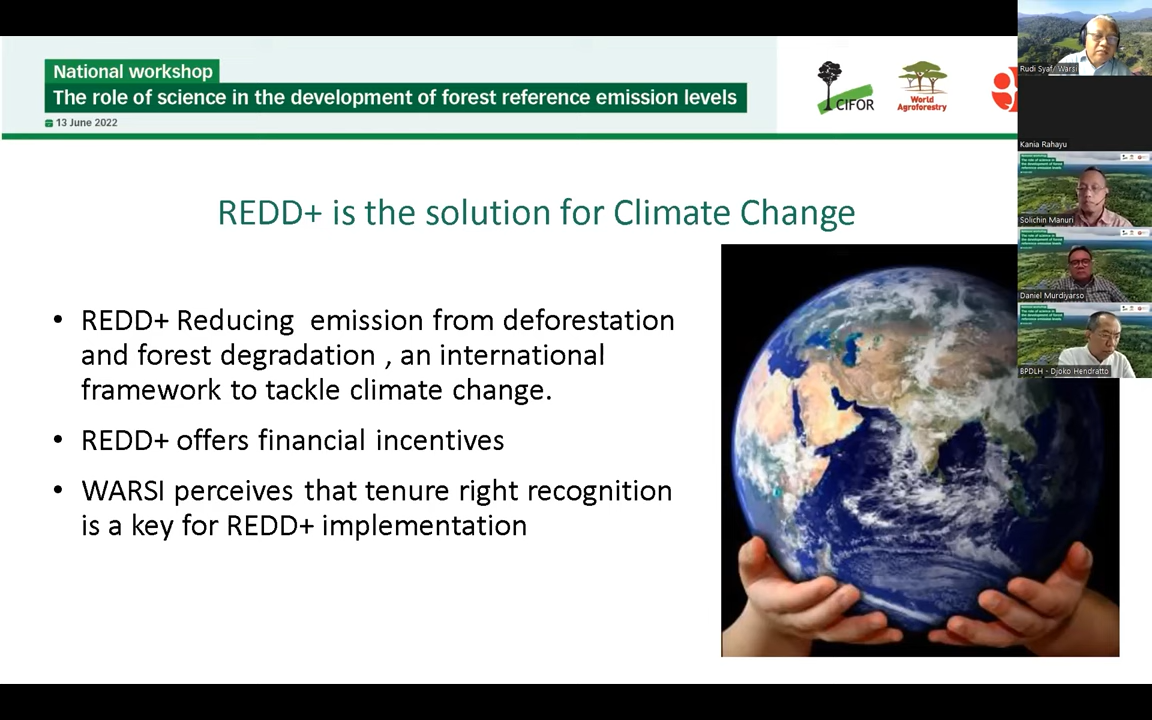 National workshop
The role of science in the development of forest reference emission levels
13 June 2022
CIFOR
World
Agroforestry
REDD+ is the solution for Climate Change
• REDD+ Reducing  emission from deforestation
and forest degradation , an international
framework to tackle climate change.
• REDD+ offers financial incentives
• WARSI perceives that tenure right recognition
is a key for REDD+ implementation
Rudi Syaf/ Warsi
Kania Rahayu
Solichin Manuri
Daniel Murdiyarso
BPDLH - Djoko Hendratto